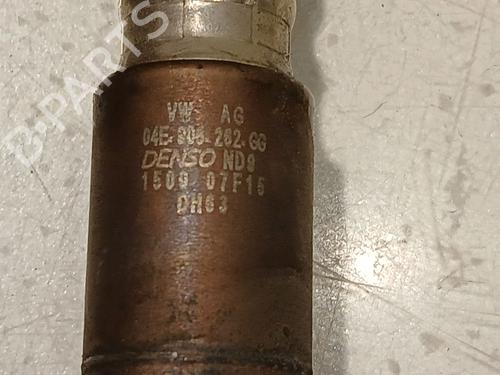 VW AG
04E-906-262-GG
DENSO ND9
1509 07F15
DH63
B-PARTS